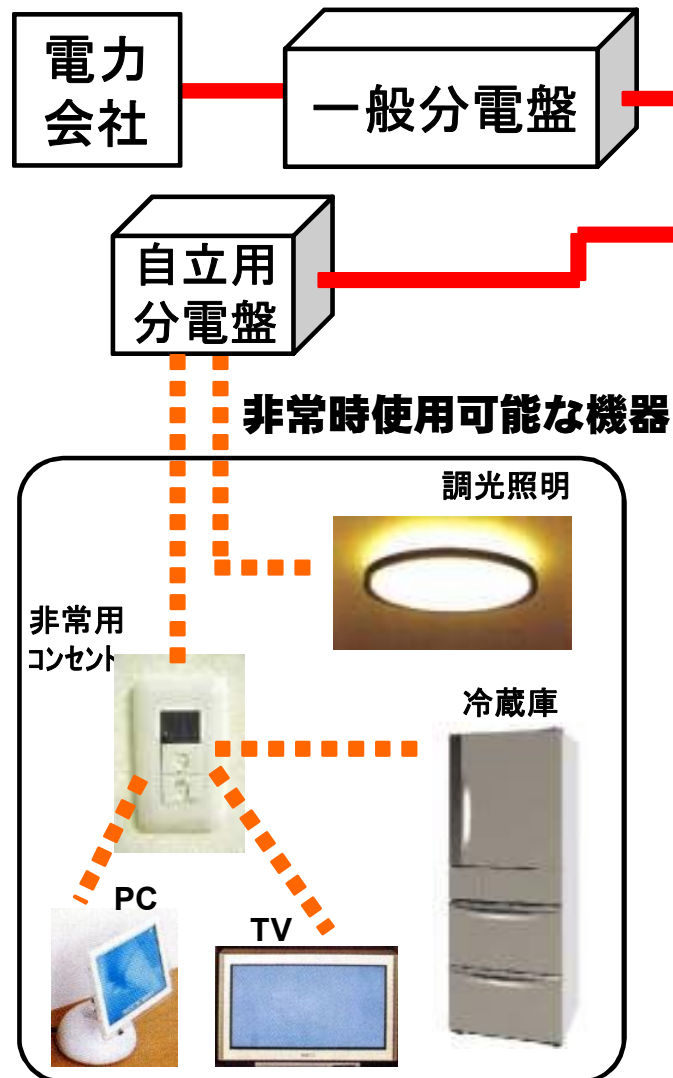 電力
会社
一般分電盤
自立用
分電盤
非常時使用可能な機器
調光照明
非常用
コンセント
冷蔵庫
PC
TV